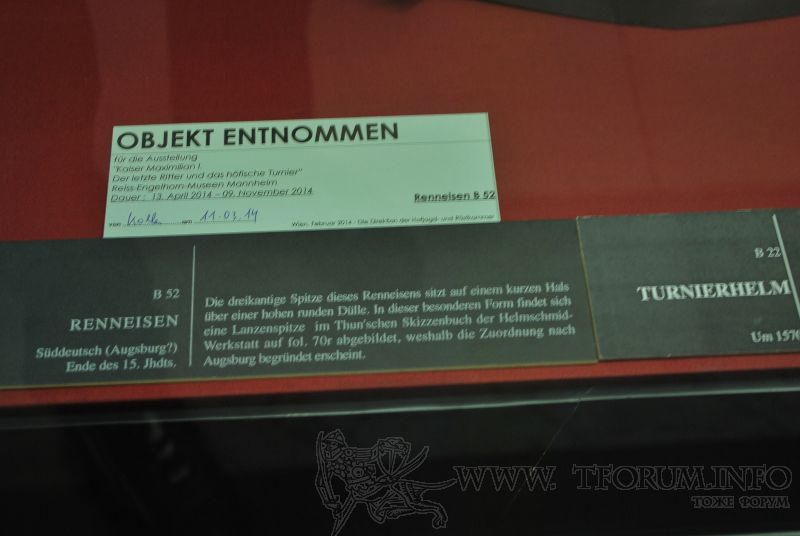 OBJEKT ENTNOMMEN
für die Ausstellung
"Kaiser Maximilian I.
Der letzte Ritter und das höfische Turnier"
Reiss-Engelhorn-Museen Mannheim
Dauer: 13. April 2014 – 09. November 2014
Renneisen B 52
von am 11.03.14
Wien, Februar 2014 - Die Direktion der Hofjagd- und Rüstkammer
B 52
RENNEISEN
Süddeutsch (Augsburg?)
Ende des 15. Jhdts.
Die dreikantige Spitze dieses Renneisens sitzt auf einem kurzen Hals
über einer hohen runden Dülle. In dieser besonderen Form findet sich
eine Lanzenspitze im Thun'schen Skizzenbuch der Helmschmid-
Werkstatt auf fol. 70r abgebildet, weshalb die Zuordnung nach
Augsburg begründet erscheint.
B 22
TURNIERHELM
Um 1570
WWW. TFORUM.INFO
ТОЖЕ ФОРУМ